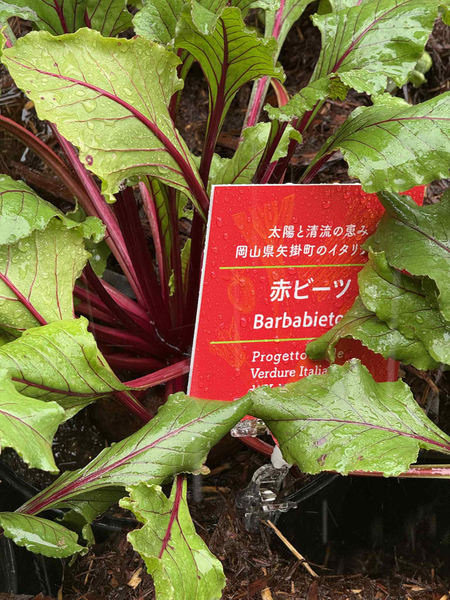 太陽と清流の恵み
岡山県矢掛町のイタリ
赤ビーツ
Barbabieto
Progetto
Verdure Italia